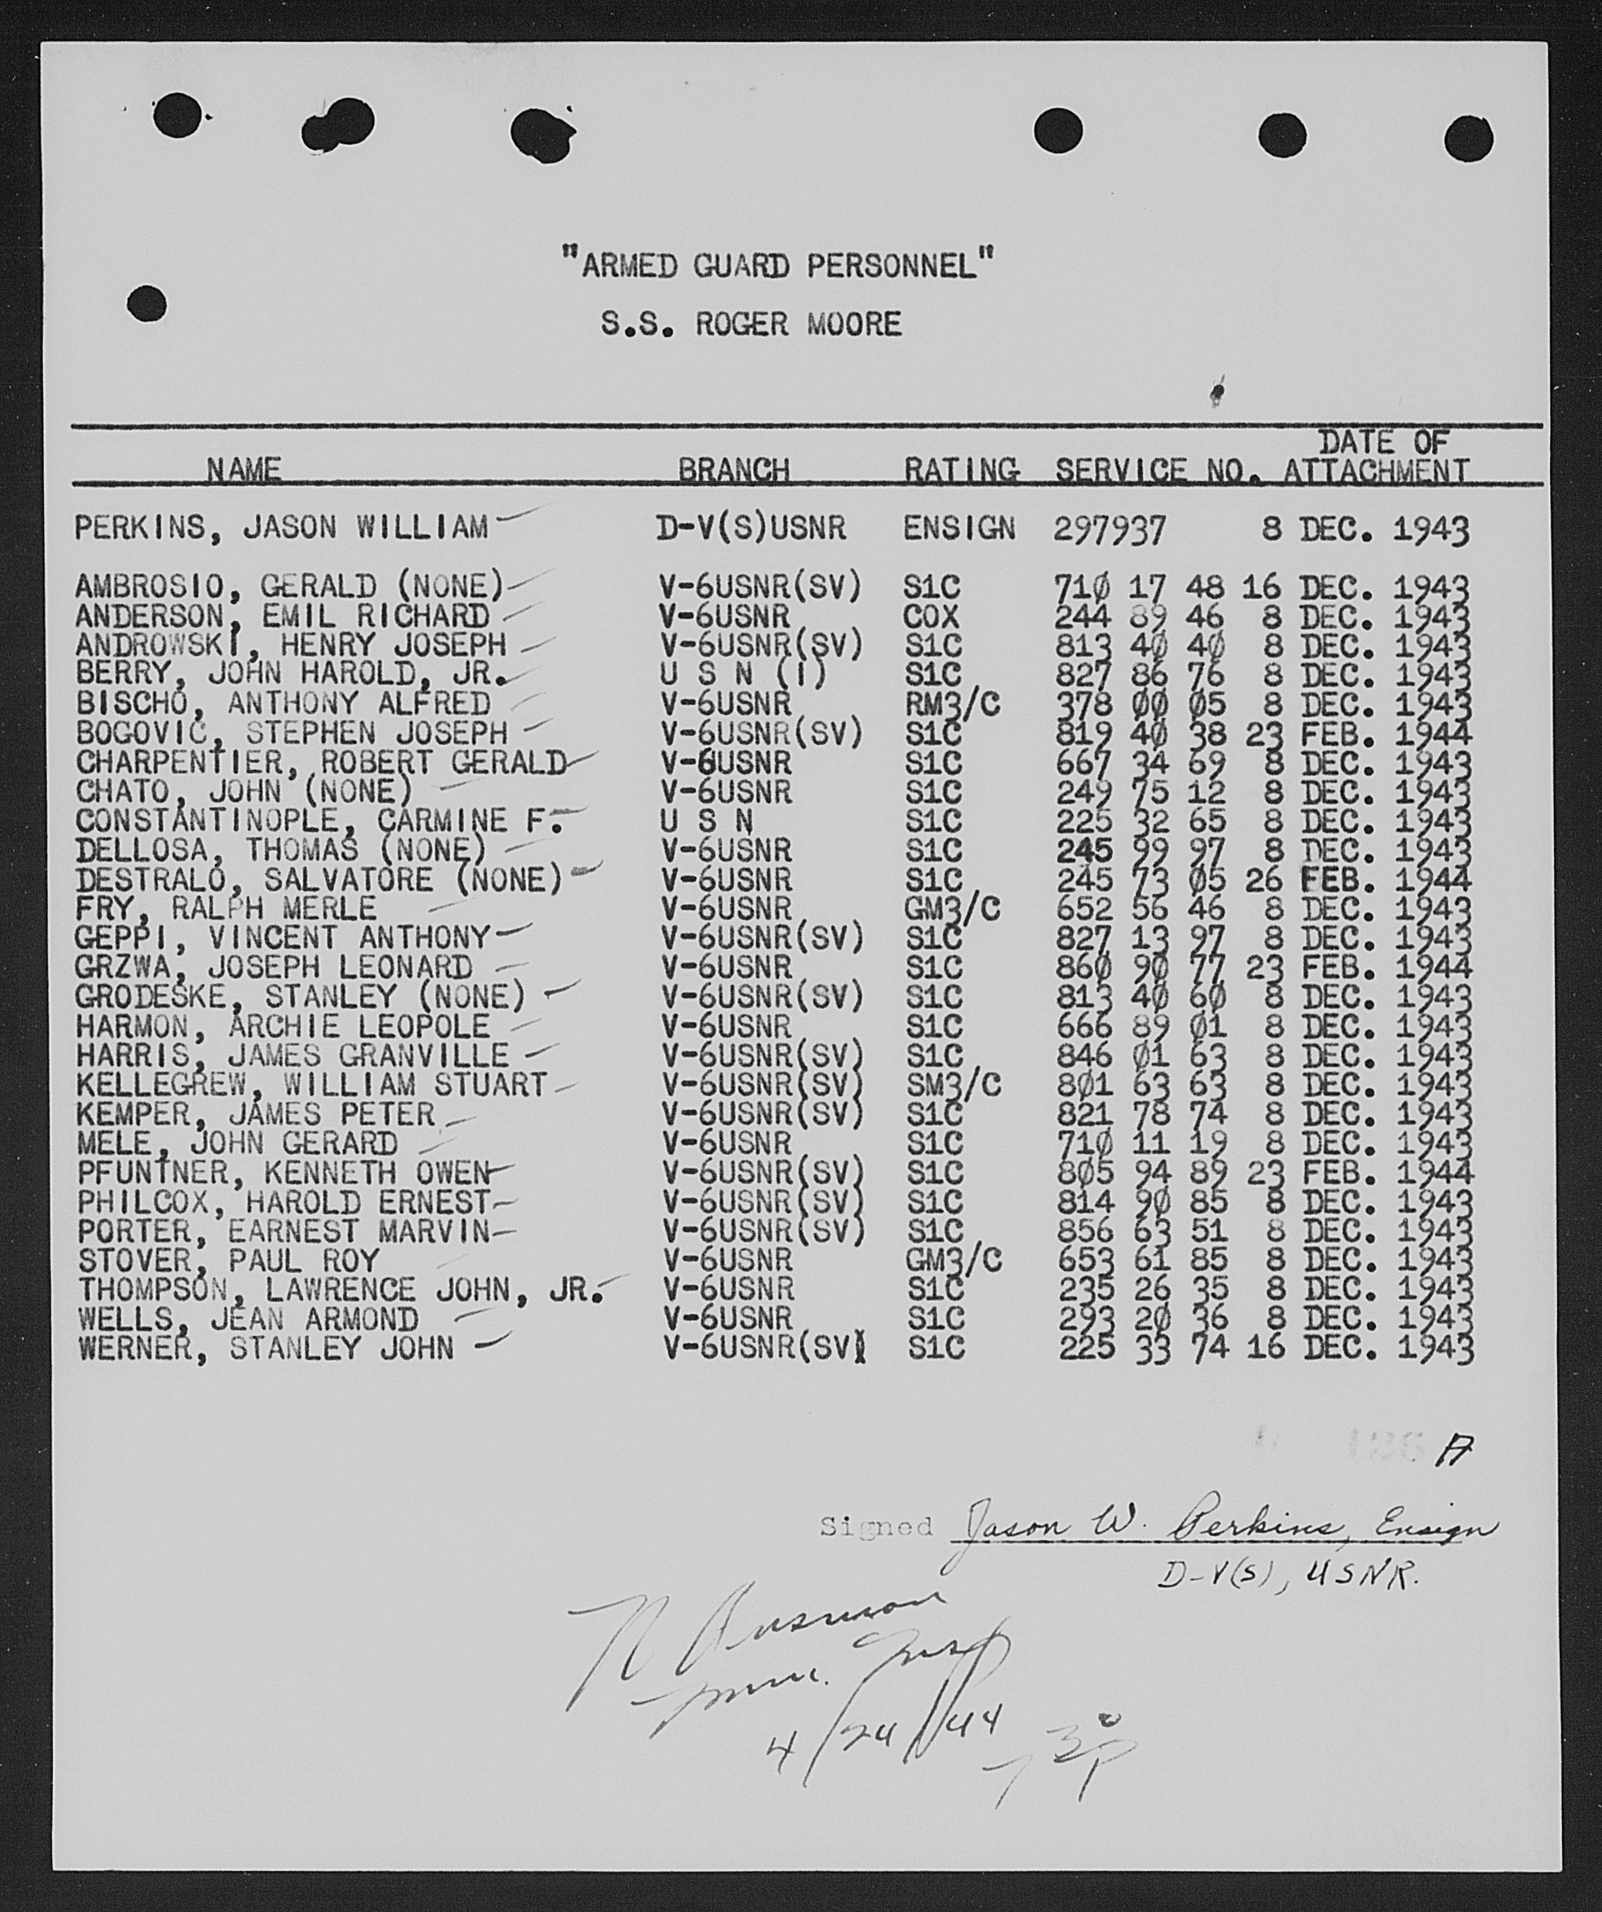 "ARMED GUARD PERSONNEL"
S.S. ROGER MOORE
NAME BRANCH RATING SERVICE NO. DATE OF ATTACHMENT
PERKINS, JASON WILLIAM D-V(S)USNR ENSIGN 297937 8 DEC. 1943
AMBROSIO, GERALD (NONE) V-6USNR(SV) S1C 710 17 48 16 DEC. 1943
ANDERSON, EMIL RICHARD V-6USNR COX 244 89 46 8 DEC. 1943
ANDROWSKI, HENRY JOSEPH V-6USNR(SV) S1C 813 40 40 8 DEC. 1943
BERRY, JOHN HAROLD, JR. U S N (I) S1C 827 86 76 8 DEC. 1943
BISCHO, ANTHONY ALFRED V-6USNR RM3/C 378 00 05 8 DEC. 1943
BOGOVIC, STEPHEN JOSEPH V-6USNR(SV) S1C 819 40 38 23 FEB. 1944
CHARPENTIER, ROBERT GERALD V-6USNR S1C 667 34 69 8 DEC. 1943
CHATO, JOHN (NONE) V-6USNR S1C 249 75 12 8 DEC. 1943
CONSTANTINOPLE, CARMINE F. U S N S1C 225 32 65 8 DEC. 1943
DELLOSA, THOMAS (NONE) V-6USNR S1C 245 99 97 8 DEC. 1943
DESTRALO, SALVATORE (NONE) V-6USNR S1C 245 73 05 26 FEB. 1944
FRY, RALPH MERLE V-6USNR GM3/C 652 56 46 8 DEC. 1943
GEPPI, VINCENT ANTHONY V-6USNR(SV) S1C 827 13 97 8 DEC. 1943
GRZWA, JOSEPH LEONARD V-6USNR S1C 860 90 77 23 FEB. 1944
GRODESKE, STANLEY (NONE) V-6USNR(SV) S1C 813 40 60 8 DEC. 1943
HARMON, ARCHIE LEOPOLE V-6USNR S1C 666 89 01 8 DEC. 1943
HARRIS, JAMES GRANVILLE V-6USNR(SV) S1C 846 01 63 8 DEC. 1943
KELLEGREW, WILLIAM STUART V-6USNR(SV) SM3/C 801 63 63 8 DEC. 1943
KEMPER, JAMES PETER V-6USNR(SV) S1C 821 78 74 8 DEC. 1943
MELE, JOHN GERARD V-6USNR S1C 710 11 19 8 DEC. 1943
PFUNTNER, KENNETH OWEN V-6USNR(SV) S1C 805 94 89 23 FEB. 1944
PHILCOX, HAROLD ERNEST V-6USNR(SV) S1C 814 90 85 8 DEC. 1943
PORTER, EARNEST MARVIN V-6USNR(SV) S1C 856 63 51 8 DEC. 1943
STOVER, PAUL ROY V-6USNR GM3/C 653 61 85 8 DEC. 1943
THOMPSON, LAWRENCE JOHN, JR. V-6USNR S1C 235 26 35 8 DEC. 1943
WELLS, JEAN ARMOND V-6USNR S1C 293 20 36 8 DEC. 1943
WERNER, STANLEY JOHN V-6USNR(SV) S1C 225 33 74 16 DEC. 1943
Signed Jason W. Perkins, Ensign
D-V(S), USNR.
4/24/44